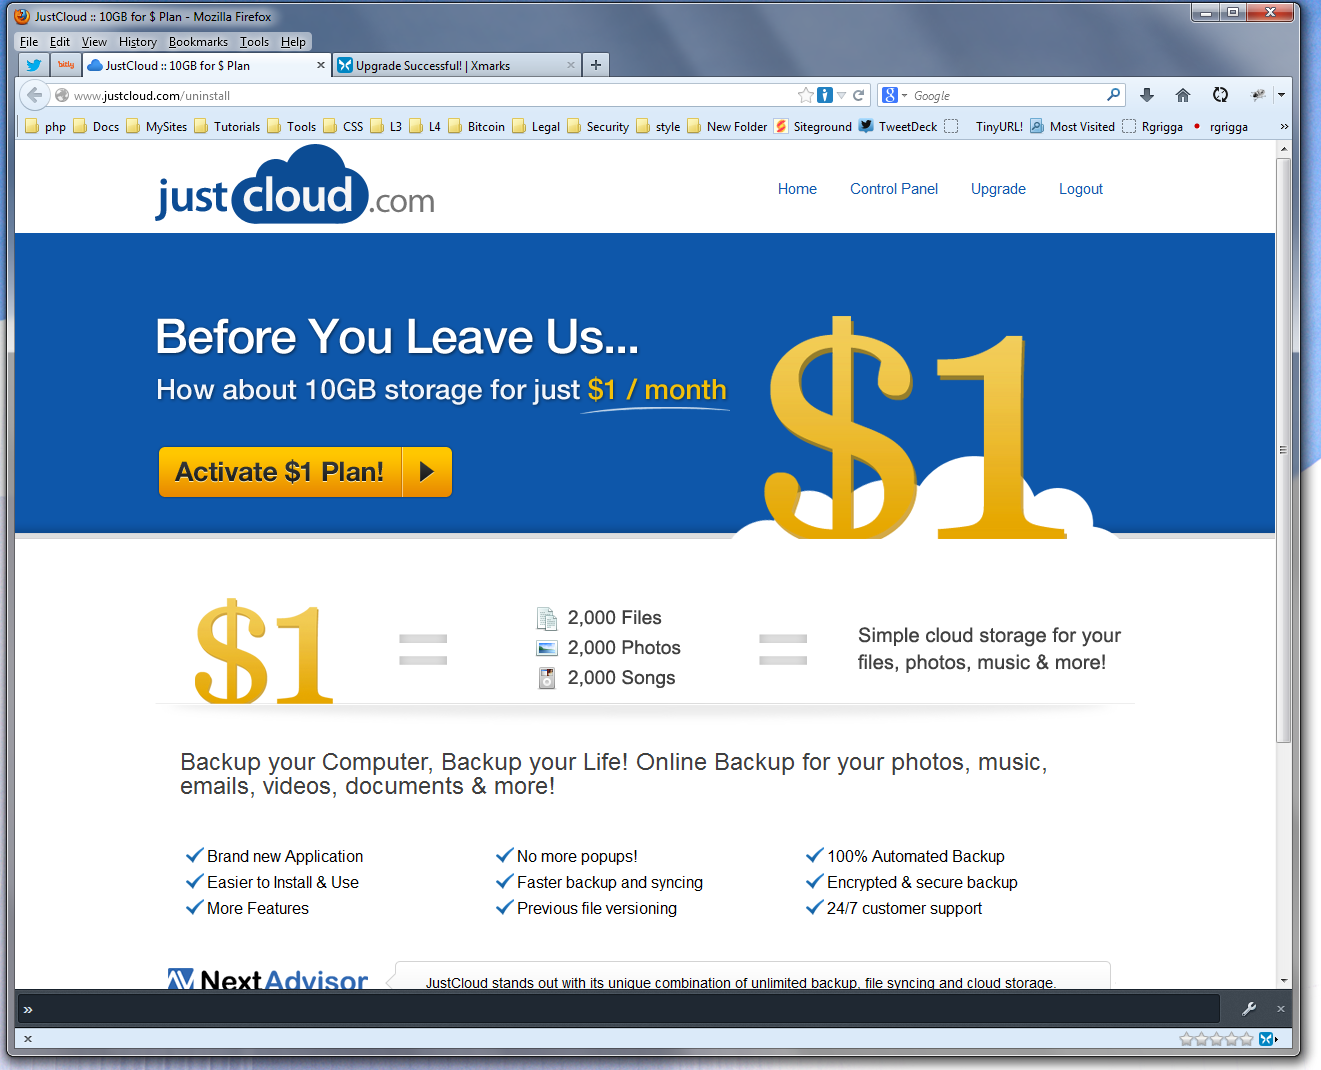 JustCloud :: 10GB for $ Plan - Mozilla Firefox
File Edit View History Bookmarks Tools Help
bitly JustCloud :: 10GB for $ Plan Upgrade Successful! | Xmarks
www.justcloud.com/uninstall Google
php Docs MySites Tutorials Tools CSS L3 L4 Bitcoin Legal Security style New Folder Siteground TweetDeck TinyURL! Most Visited Rgrigga rgrigga
justcloud.com
Home Control Panel Upgrade Logout
Before You Leave Us...
How about 10GB storage for just $1 / month
Activate $1 Plan!
$1
$1
=
2,000 Files
2,000 Photos
2,000 Songs
=
Simple cloud storage for your
files, photos, music & more!
Backup your Computer, Backup your Life! Online Backup for your photos, music,
emails, videos, documents & more!
Brand new Application
Easier to Install & Use
More Features
No more popups!
Faster backup and syncing
Previous file versioning
100% Automated Backup
Encrypted & secure backup
24/7 customer support
NextAdvisor
JustCloud stands out with its unique combination of unlimited backup, file syncing and cloud storage.